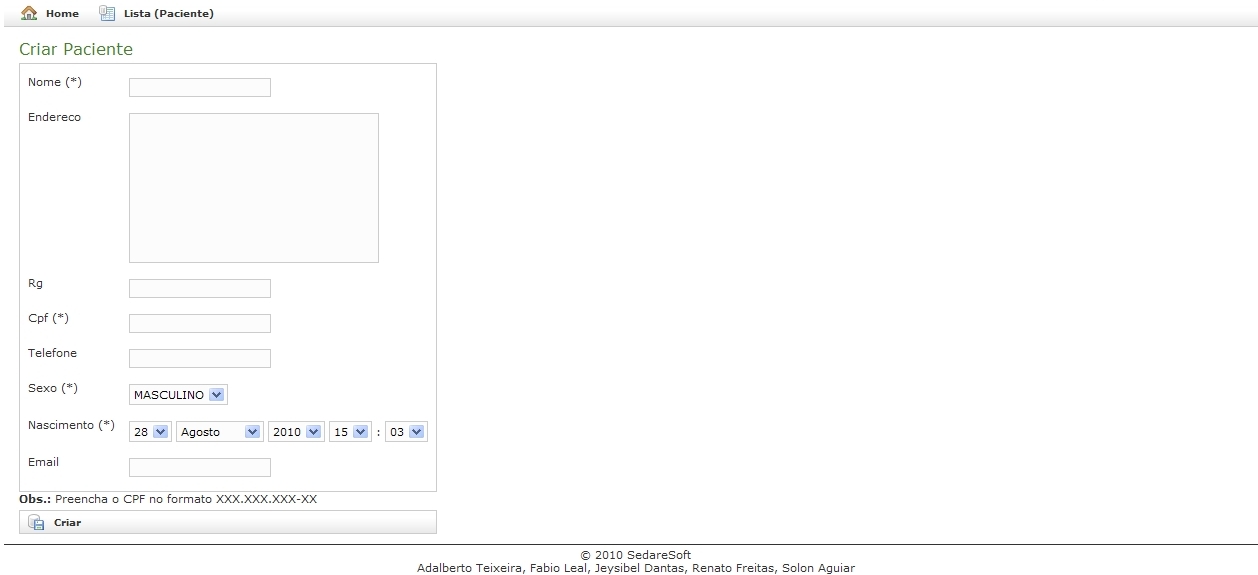 Home Lista (Paciente)
Criar Paciente
Nome (*)
Endereco
Rg
Cpf (*)
Telefone
Sexo (*) MASCULINO
Nascimento (*) 28 Agosto 2010 15 : 03
Email
Obs.: Preencha o CPF no formato XXX.XXX.XXX-XX
Criar
© 2010 SedareSoft
Adalberto Teixeira, Fabio Leal, Jeysibel Dantas, Renato Freitas, Solon Aguiar